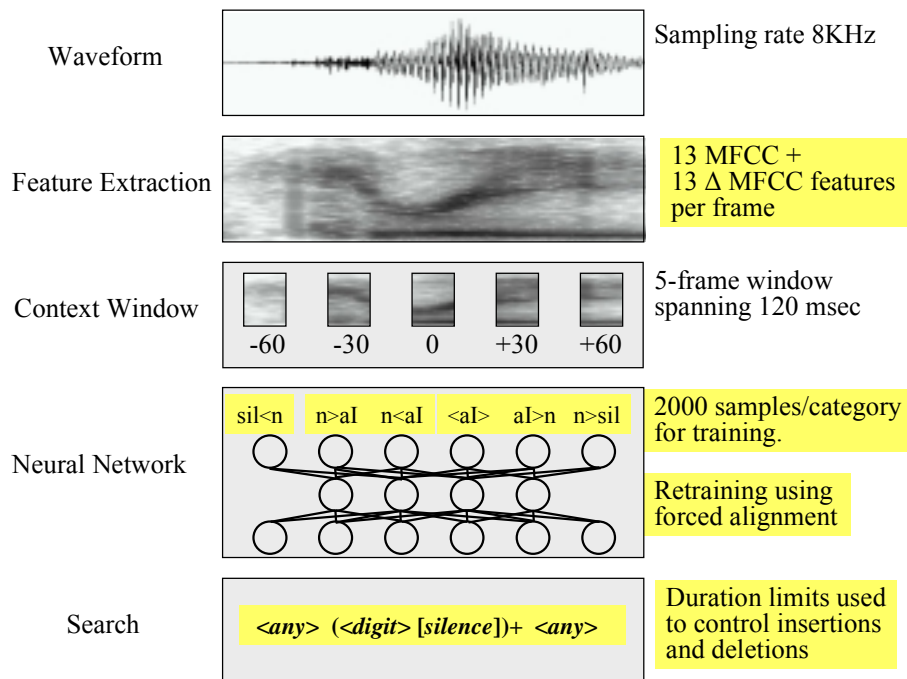 Waveform
Sampling rate 8KHz
Feature Extraction
13 MFCC +
13 Δ MFCC features
per frame
Context Window
-60 -30 0 +30 +60
5-frame window
spanning 120 msec
Neural Network
sil<n n>aI n<aI <aI> aI>n n>sil
2000 samples/category
for training.
Retraining using
forced alignment
Search
<any> (<digit> [silence])+ <any>
Duration limits used
to control insertions
and deletions